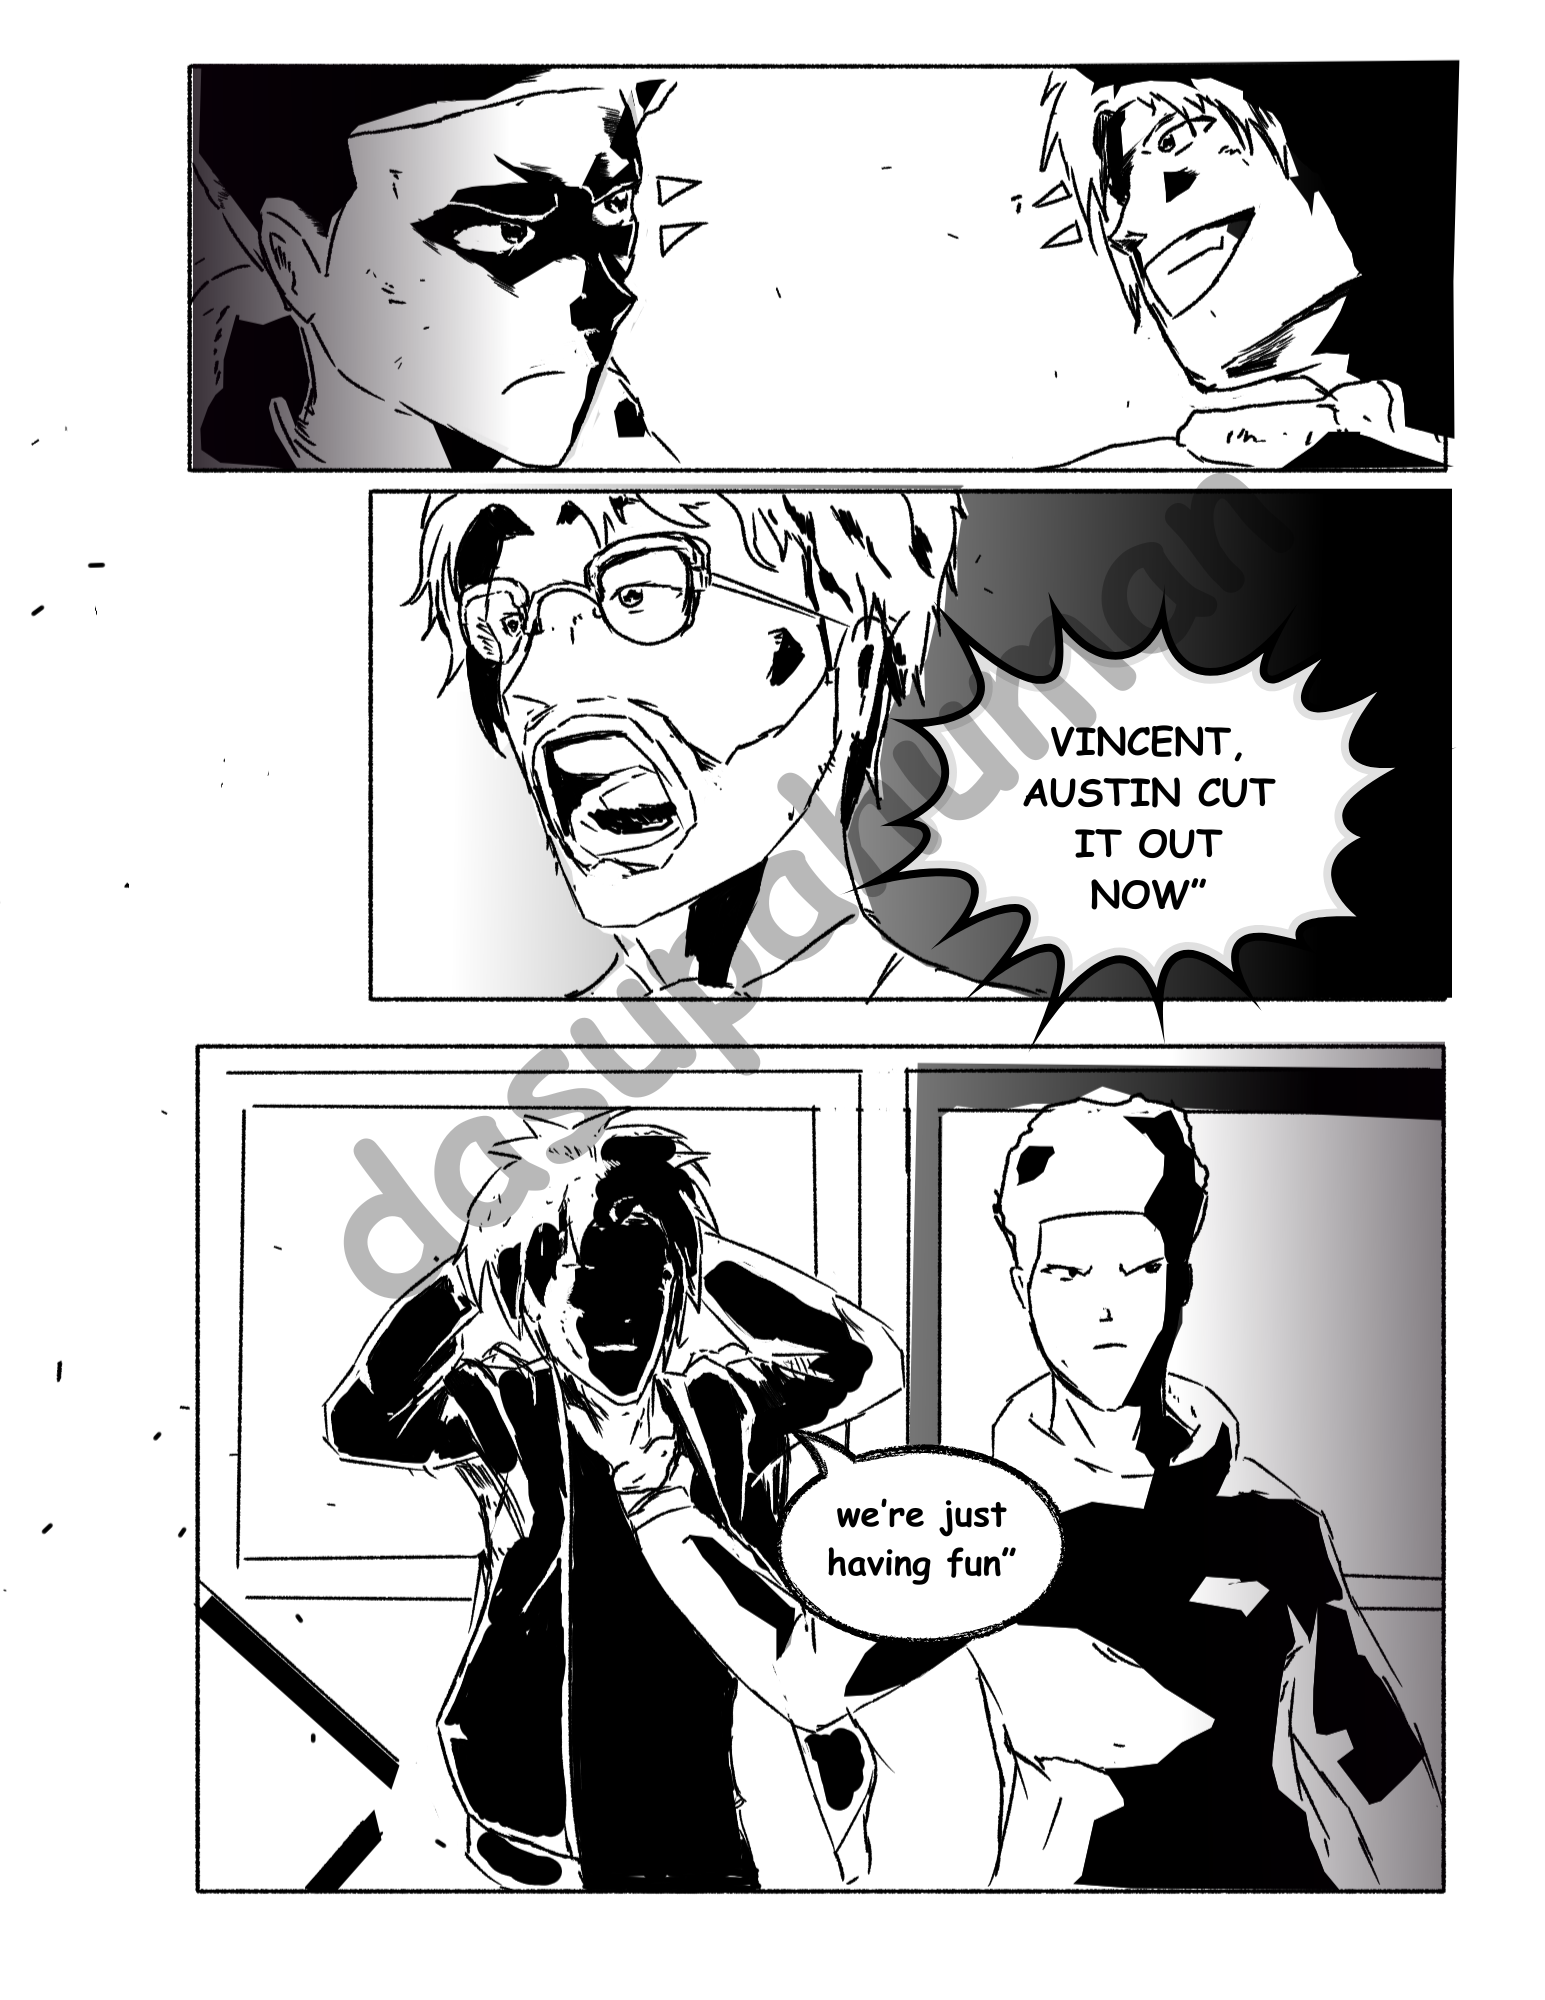 VINCENT,
AUSTIN CUT
IT OUT
NOW”
dasupahuman
we’re just
having fun”